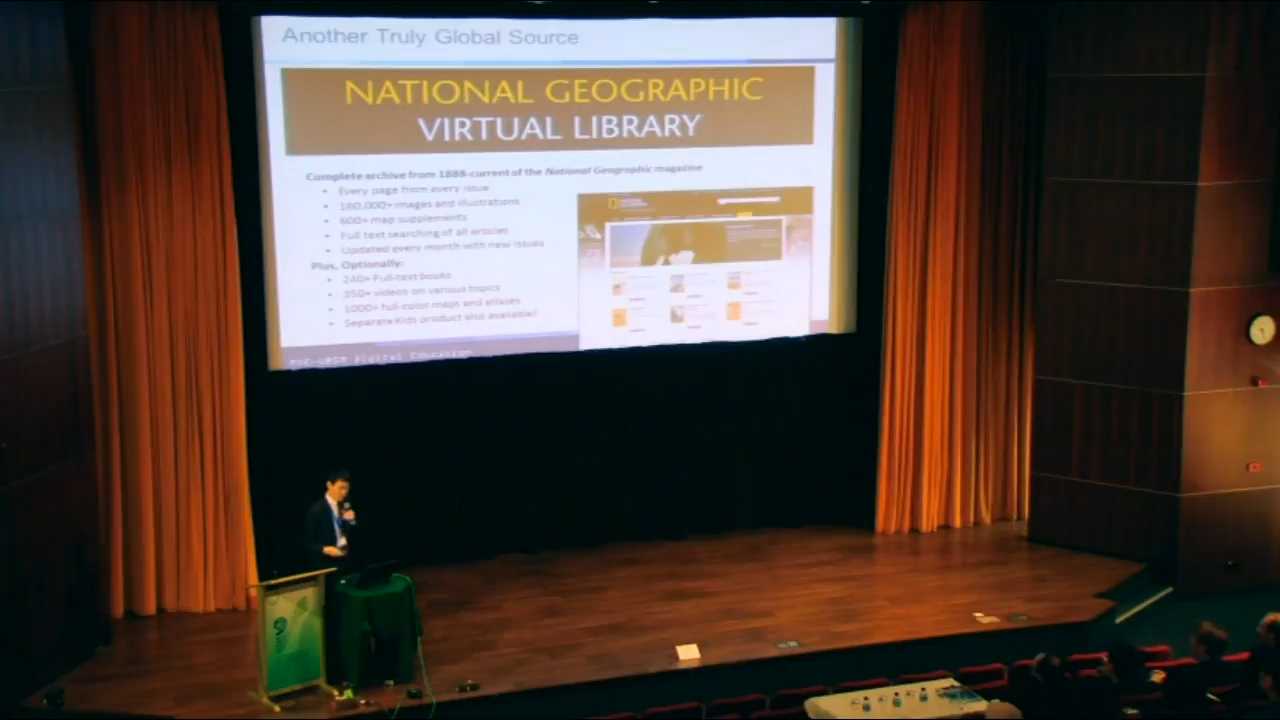 Another Truly Global Source
NATIONAL GEOGRAPHIC
VIRTUAL LIBRARY
Complete archive from 1888-current of the National Geographic magazine
• Every page from every issue
• 160,000+ images and illustrations
• 600+ map supplements
• Full text searching of all articles
• Updated every month with new issues
Plus, Optionally:
• 240+ Full-text books
• 350+ videos on various topics
• 1000+ full-color maps and atlases
• Separate Kids product also available!
Digital Education